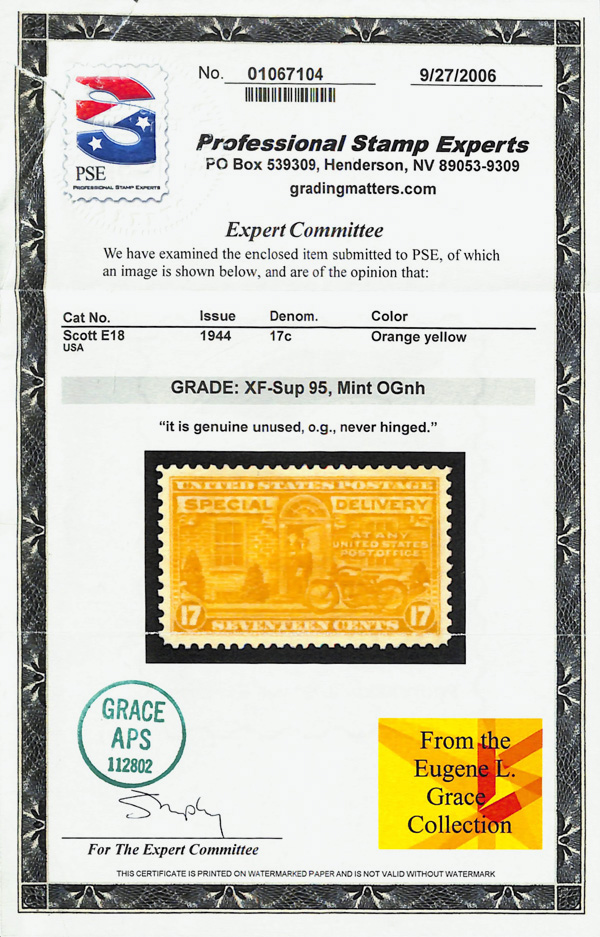 No. 01067104 9/27/2006
PSE
PROFESSIONAL STAMP EXPERTS
Professional Stamp Experts
PO Box 539309, Henderson, NV 89053-9309
gradingmatters.com
Expert Committee
We have examined the enclosed item submitted to PSE, of which
an image is shown below, and are of the opinion that:
Cat No. Issue Denom. Color
Scott E18 1944 17c Orange yellow
USA
GRADE: XF-Sup 95, Mint OGnh
“it is genuine unused, o.g., never hinged.”
UNITED STATES POSTAGE
SPECIAL DELIVERY
AT ANY
UNITED STATES
POST OFFICE
17 SEVENTEEN CENTS 17
GRACE
APS
112802
From the
Eugene L.
Grace
Collection
For The Expert Committee
THIS CERTIFICATE IS PRINTED ON WATERMARKED PAPER AND IS NOT VALID WITHOUT WATERMARK